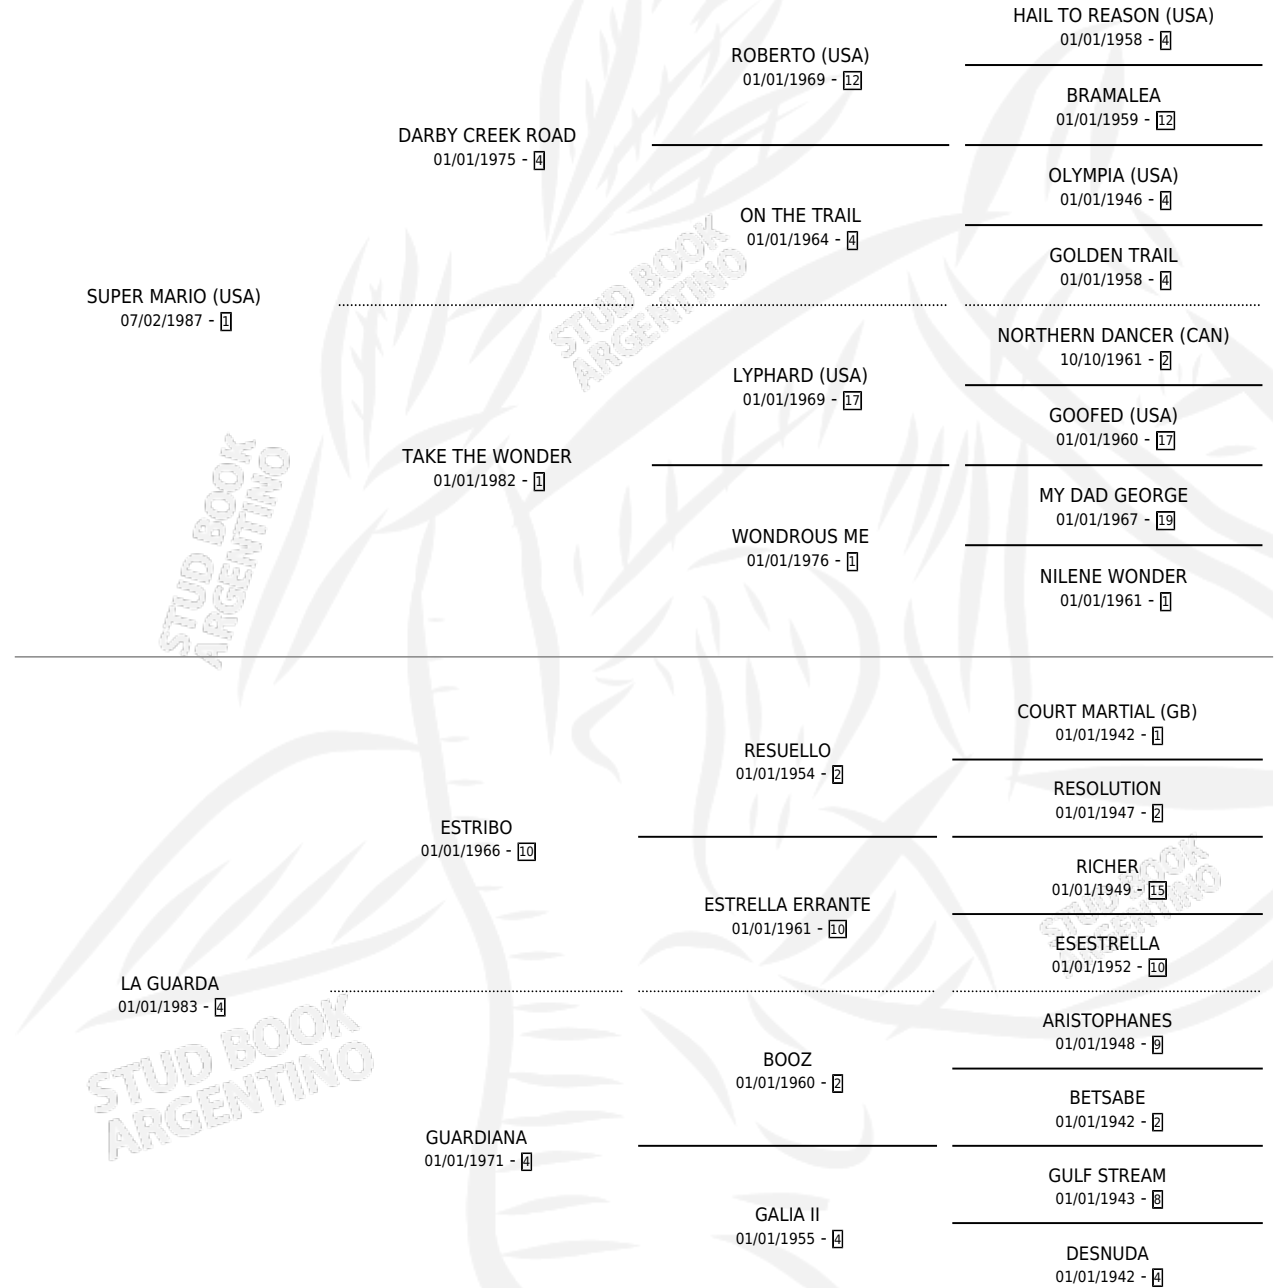 HAIL TO REASON (USA)
01/01/1958 - 4
ROBERTO (USA)
01/01/1969 - 12
BRAMALEA
01/01/1959 - 12
DARBY CREEK ROAD
01/01/1975 - 4
OLYMPIA (USA)
01/01/1946 - 4
ON THE TRAIL
01/01/1964 - 4
GOLDEN TRAIL
01/01/1958 - 4
SUPER MARIO (USA)
07/02/1987 - 1
NORTHERN DANCER (CAN)
10/10/1961 - 2
LYPHARD (USA)
01/01/1969 - 17
GOOFED (USA)
01/01/1960 - 17
TAKE THE WONDER
01/01/1982 - 1
MY DAD GEORGE
01/01/1967 - 19
WONDROUS ME
01/01/1976 - 1
NILENE WONDER
01/01/1961 - 1
COURT MARTIAL (GB)
01/01/1942 - 1
RESUELLO
01/01/1954 - 2
RESOLUTION
01/01/1947 - 2
ESTRIBO
01/01/1966 - 10
RICHER
01/01/1949 - 15
ESTRELLA ERRANTE
01/01/1961 - 10
ESESTRELLA
01/01/1952 - 10
LA GUARDA
01/01/1983 - 4
ARISTOPHANES
01/01/1948 - 9
BOOZ
01/01/1960 - 2
BETSABE
01/01/1942 - 2
GUARDIANA
01/01/1971 - 4
GULF STREAM
01/01/1943 - 8
GALIA II
01/01/1955 - 4
DESNUDA
01/01/1942 - 4
STUD BOOK
ARGENTINO
STUD BOOK
ARGENTINO
STUD BOOK
ARGENTINO
STUD BOOK
ARGENTINO